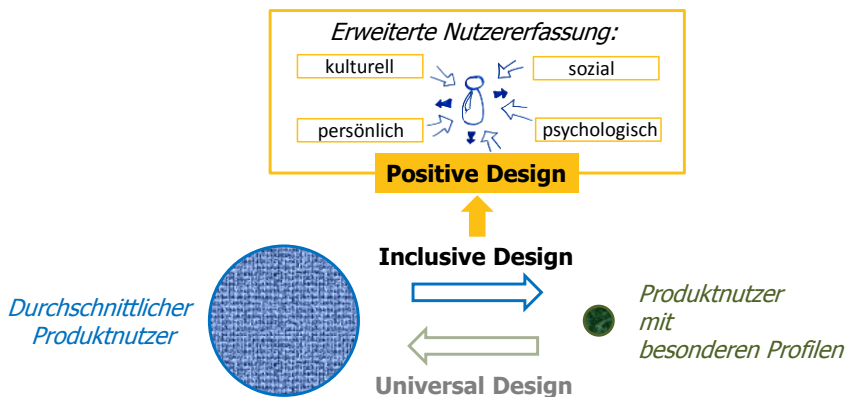 Erweiterte Nutzererfassung:
kulturell
sozial
persönlich
psychologisch
Positive Design
Inclusive Design
Durchschnittlicher
Produktnutzer
Produktnutzer
mit
besonderen Profilen
Universal Design